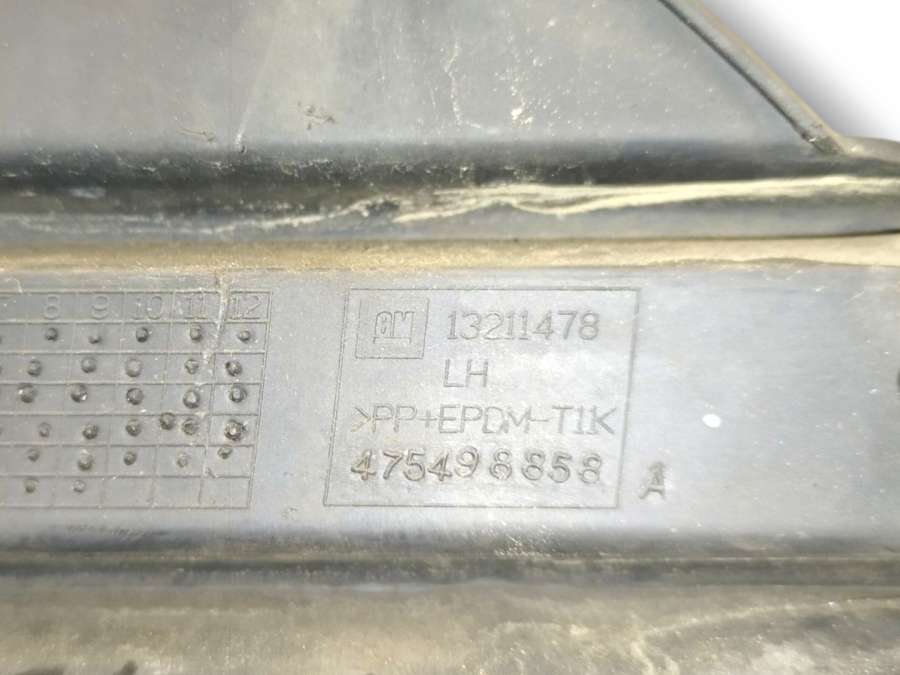 8 9 10 11 12
GM 13211478
LH
>PP+EPDM-T1K
475498858
A